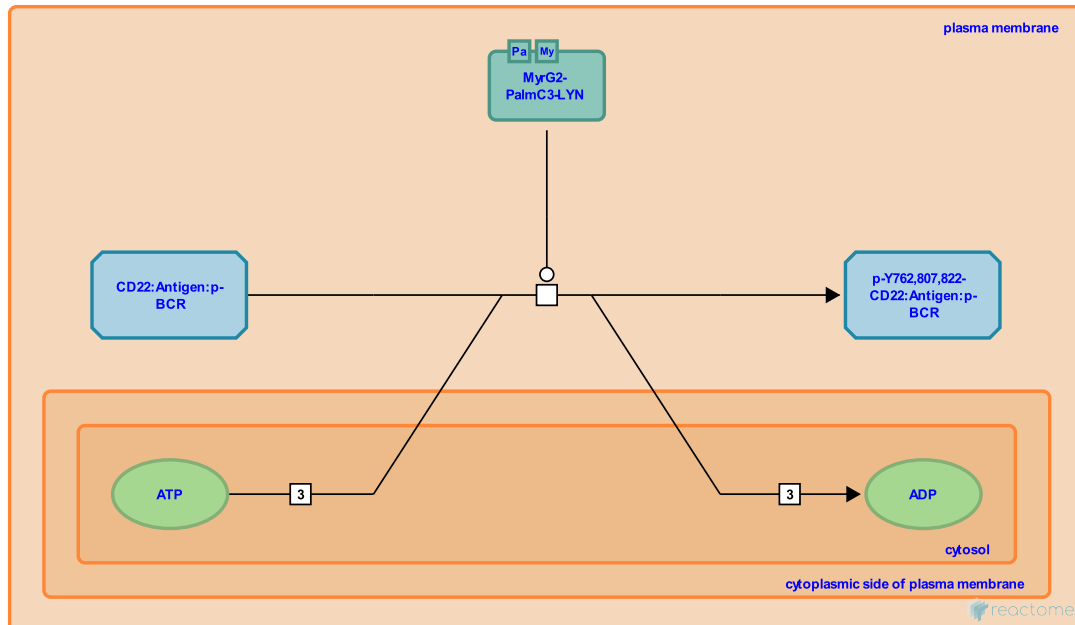 plasma membrane
Pa
My
MyrG2-
PalmC3-LYN
CD22:Antigen:p-
BCR
p-Y762,807,822-
CD22:Antigen:p-
BCR
ATP
3
3
ADP
cytosol
cytoplasmic side of plasma membrane
reactome